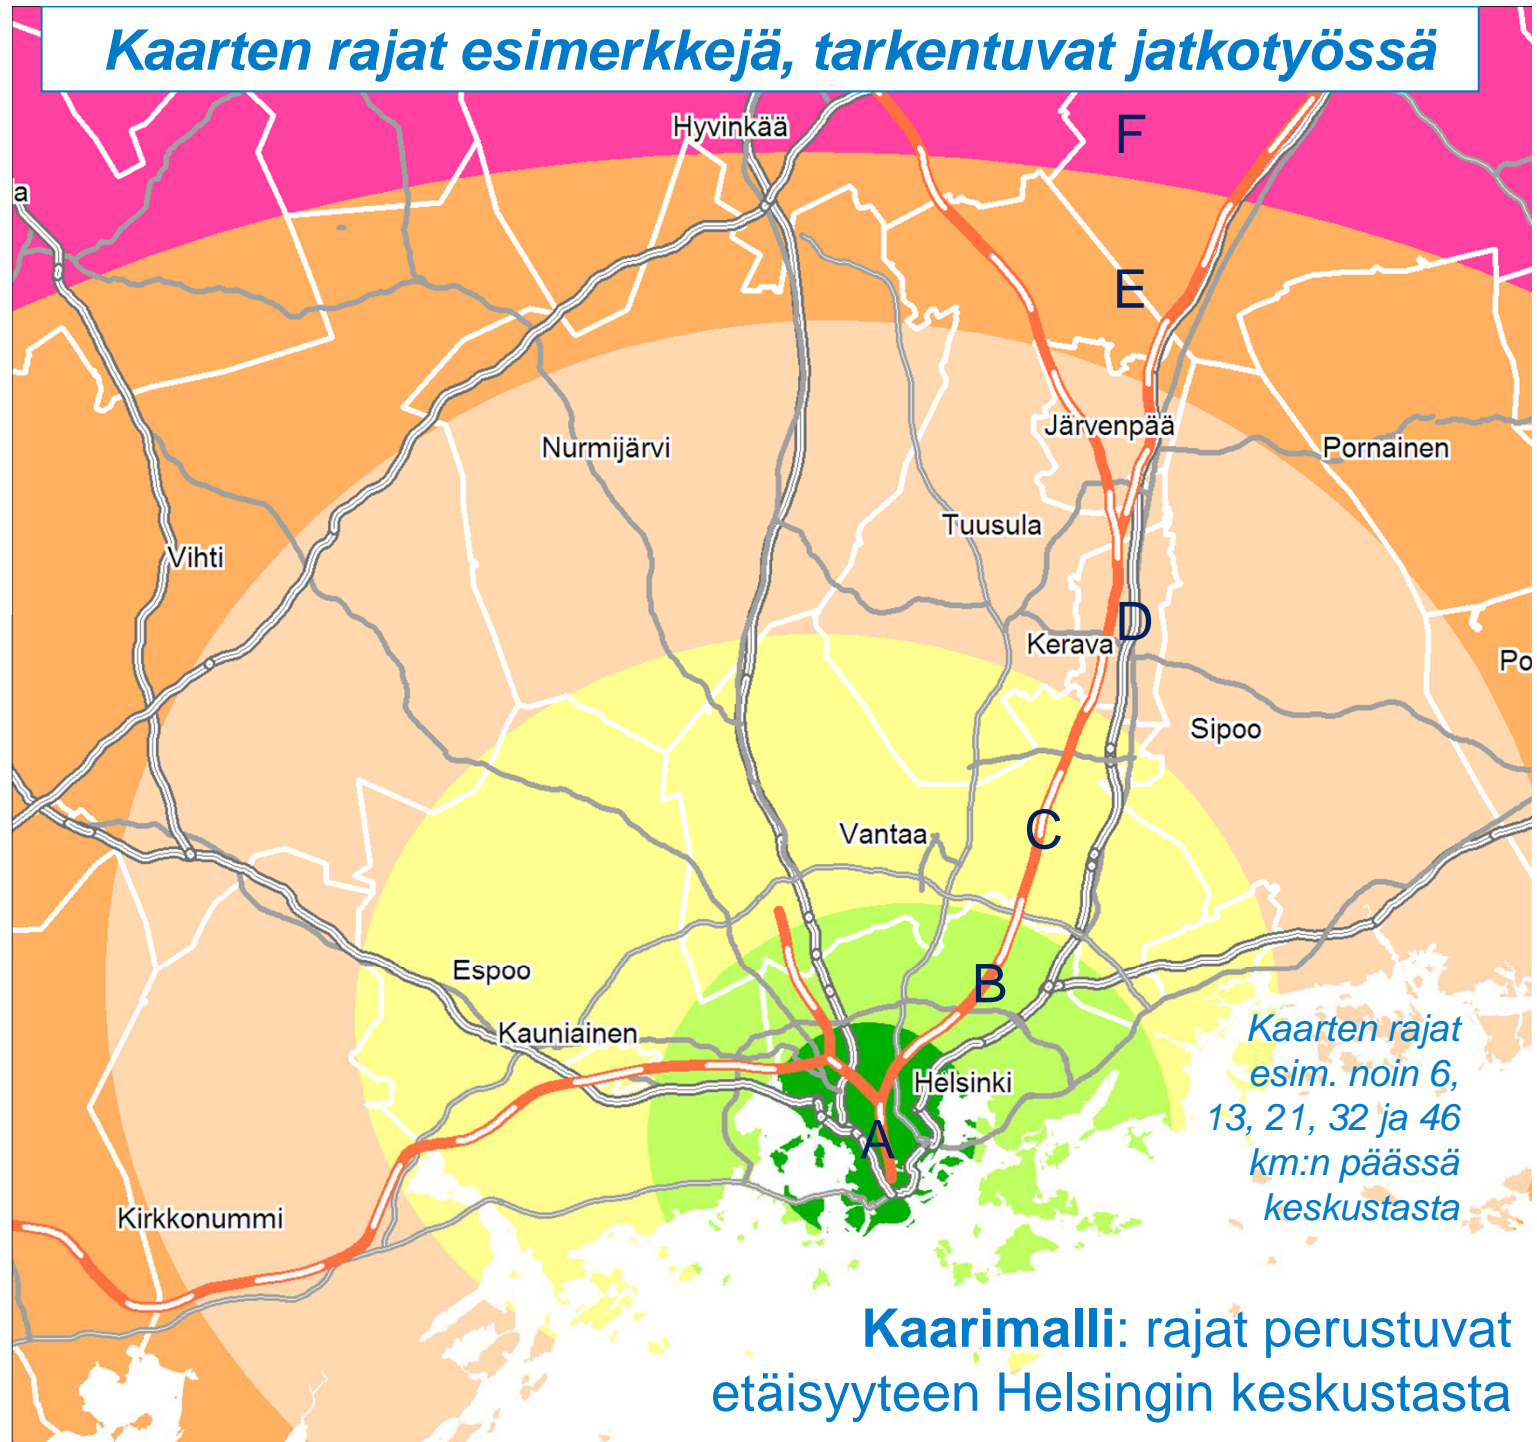 Kaarten rajat esimerkkejä, tarkentuvat jatkotyössä
Hyvinkää
F
a
E
Järvenpää
Nurmijärvi
Pornainen
Tuusula
Vihti
D
Kerava
Po
Sipoo
C
Vantaa
Espoo
B
Kauniainen
Kaarten rajat
esim. noin 6,
13, 21, 32 ja 46
km:n päässä
keskustasta
Helsinki
A
Kirkkonummi
Kaarimalli: rajat perustuvat
etäisyyteen Helsingin keskustasta